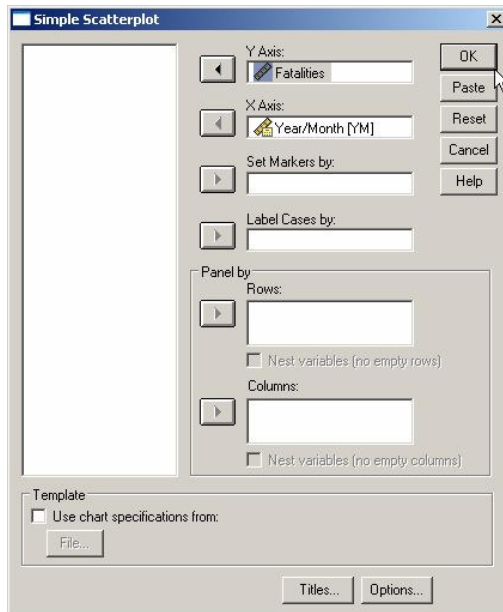 Simple Scatterplot
Y Axis:
Fatalities
X Axis:
Year/Month [YM]
Set Markers by:
Label Cases by:
Panel by
Rows:
Nest variables (no empty rows)
Columns:
Nest variables (no empty columns)
Template
Use chart specifications from:
File...
Titles...
Options...
OK
Paste
Reset
Cancel
Help